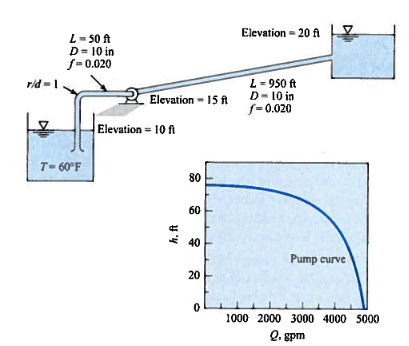 L = 50 ft
D = 10 in
f = 0.020
r/d = 1
Elevation = 20 ft
Elevation = 15 ft
L = 950 ft
D = 10 in
f = 0.020
Elevation = 10 ft
T = 60°F
80
60
40
20
0
h, ft
Pump curve
1000 2000 3000 4000 5000
Q, gpm